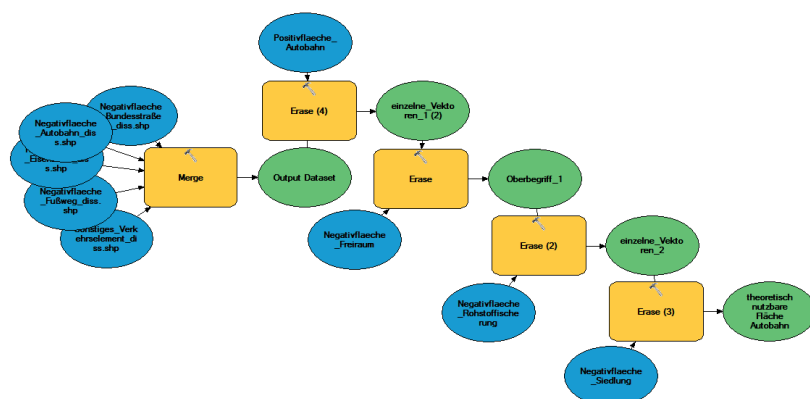 Positivflaeche_
Autobahn
Negativflaeche
Bundesstraße
_diss.shp
Negativflaeche
_Autobahn_dis
s.shp
_Eisen
s.shp
Negativflaeche
_Fußweg_diss.
shp
Sonstiges_Verk
ehrselement_d
iss.shp
Merge
Erase (4)
Output Dataset
einzelne_Vekto
ren_1 (2)
Erase
Negativflaeche
_Freiraum
Oberbegriff_1
Erase (2)
Negativflaeche
_Rohstoffsiche
rung
einzelne_Vekto
ren_2
Erase (3)
Negativflaeche
_Siedlung
theoretisch
nutzbare
Fläche
Autobahn